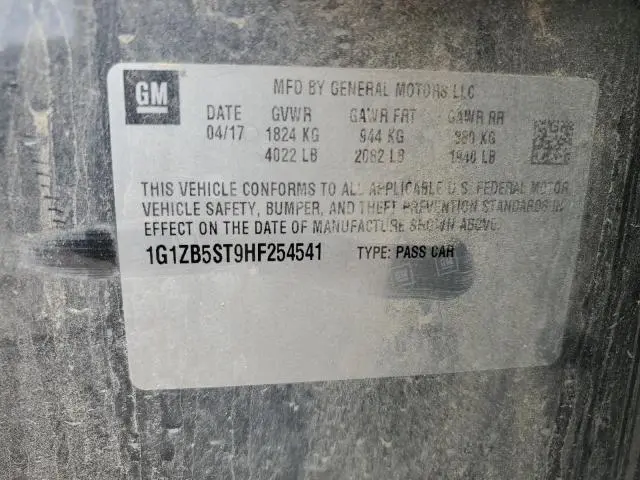 GM
MFD BY GENERAL MOTORS LLC
DATE GVWR GAWR FRT GAWR RR
04/17 1824 KG 944 KG 880 KG
4022 LB 2082 LB 1940 LB
THIS VEHICLE CONFORMS TO ALL APPLICABLE U.S. FEDERAL MOTOR
VEHICLE SAFETY, BUMPER, AND THEFT PREVENTION STANDARDS IN
EFFECT ON THE DATE OF MANUFACTURE SHOWN ABOVE.
1G1ZB5ST9HF254541 TYPE: PASS CAR